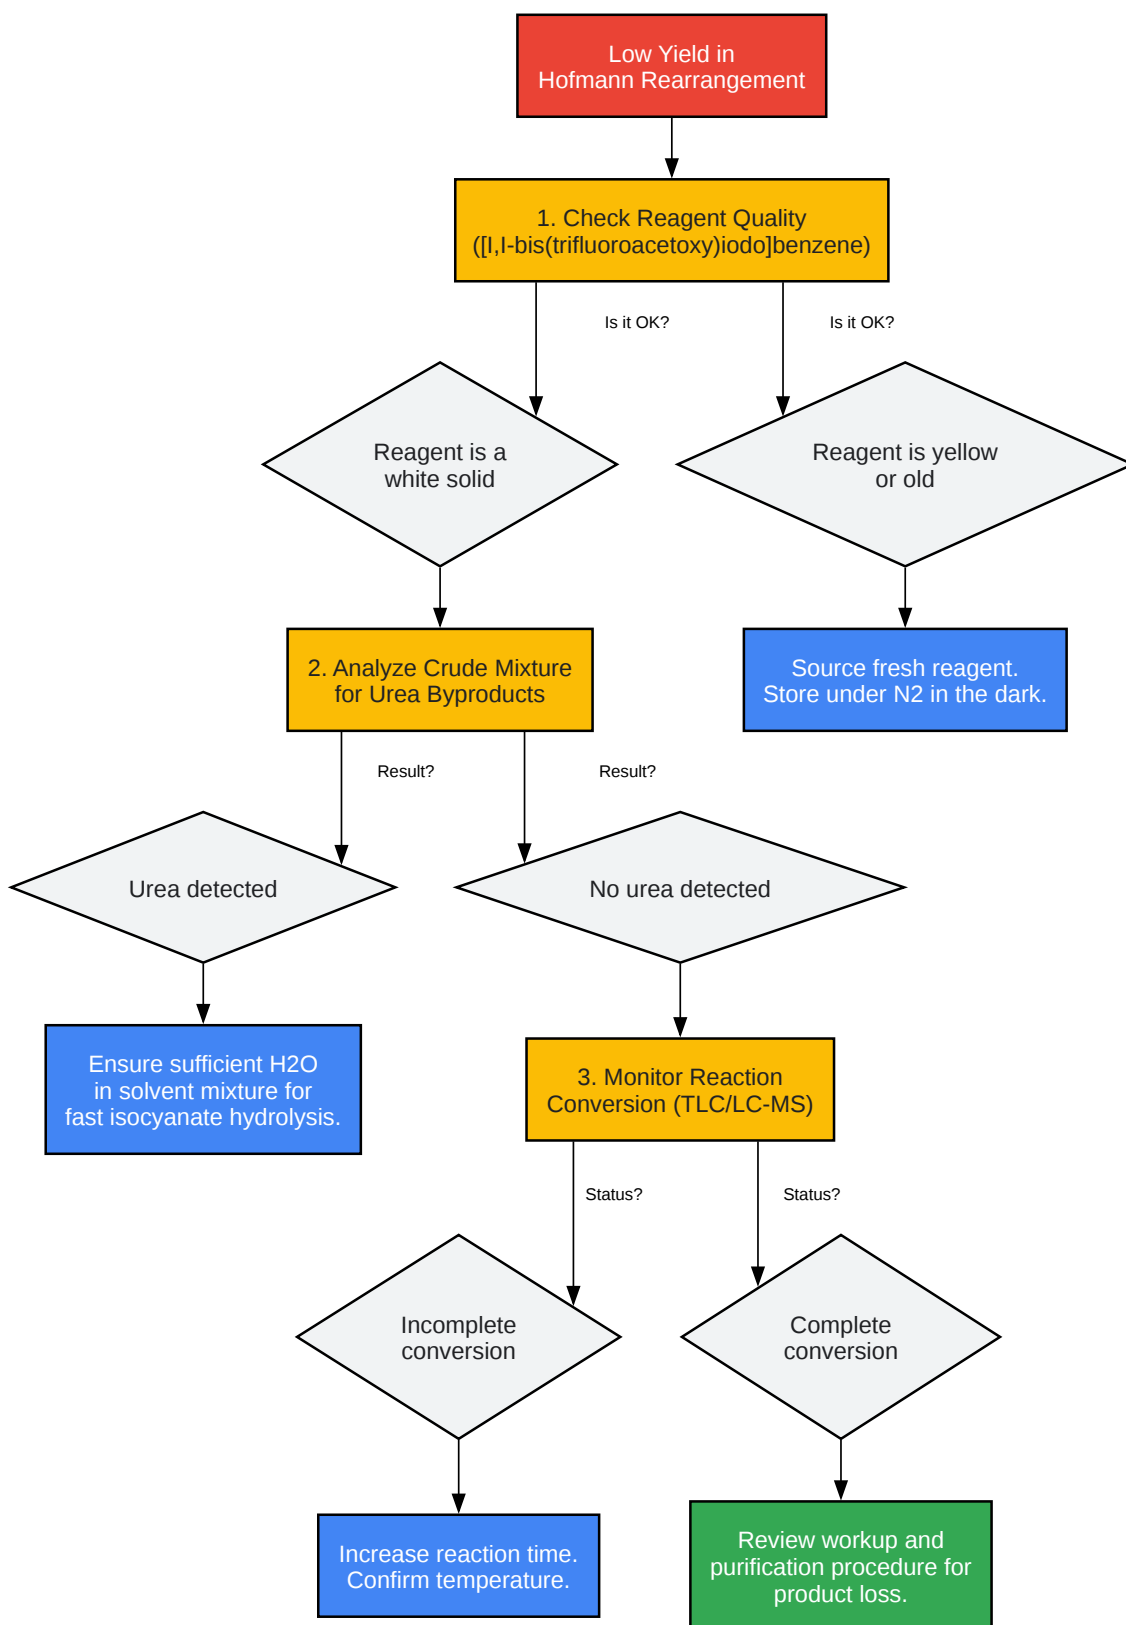 Low Yield in
Hofmann Rearrangement
1. Check Reagent Quality
([I,I-bis(trifluoroacetoxy)iodo]benzene)
Is it OK?
Is it OK?
Reagent is a
white solid
Reagent is yellow
or old
2. Analyze Crude Mixture
for Urea Byproducts
Source fresh reagent.
Store under N2 in the dark.
Result?
Result?
Urea detected
No urea detected
Ensure sufficient H2O
in solvent mixture for
fast isocyanate hydrolysis.
3. Monitor Reaction
Conversion (TLC/LC-MS)
Status?
Status?
Incomplete
conversion
Complete
conversion
Increase reaction time.
Confirm temperature.
Review workup and
purification procedure for
product loss.